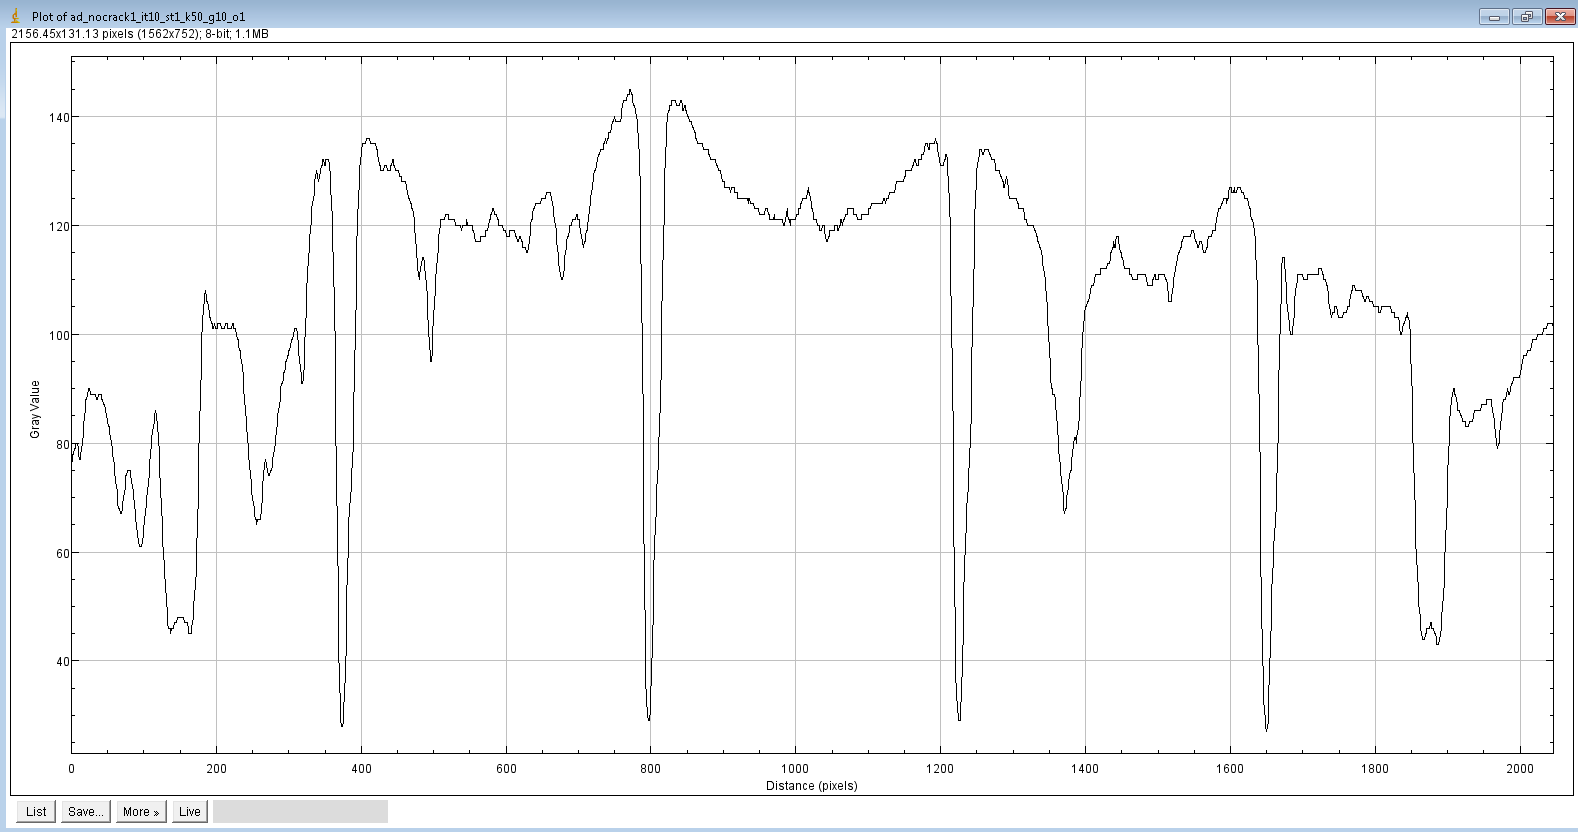 Plot of ad_nocrack1_it10_st1_k50_g10_o1
2156.45x131.13 pixels (1562x752); 8-bit; 1.1MB
140
120
100
80
60
40
Gray Value
0 200 400 600 800 1000 1200 1400 1600 1800 2000
Distance (pixels)
List Save... More » Live